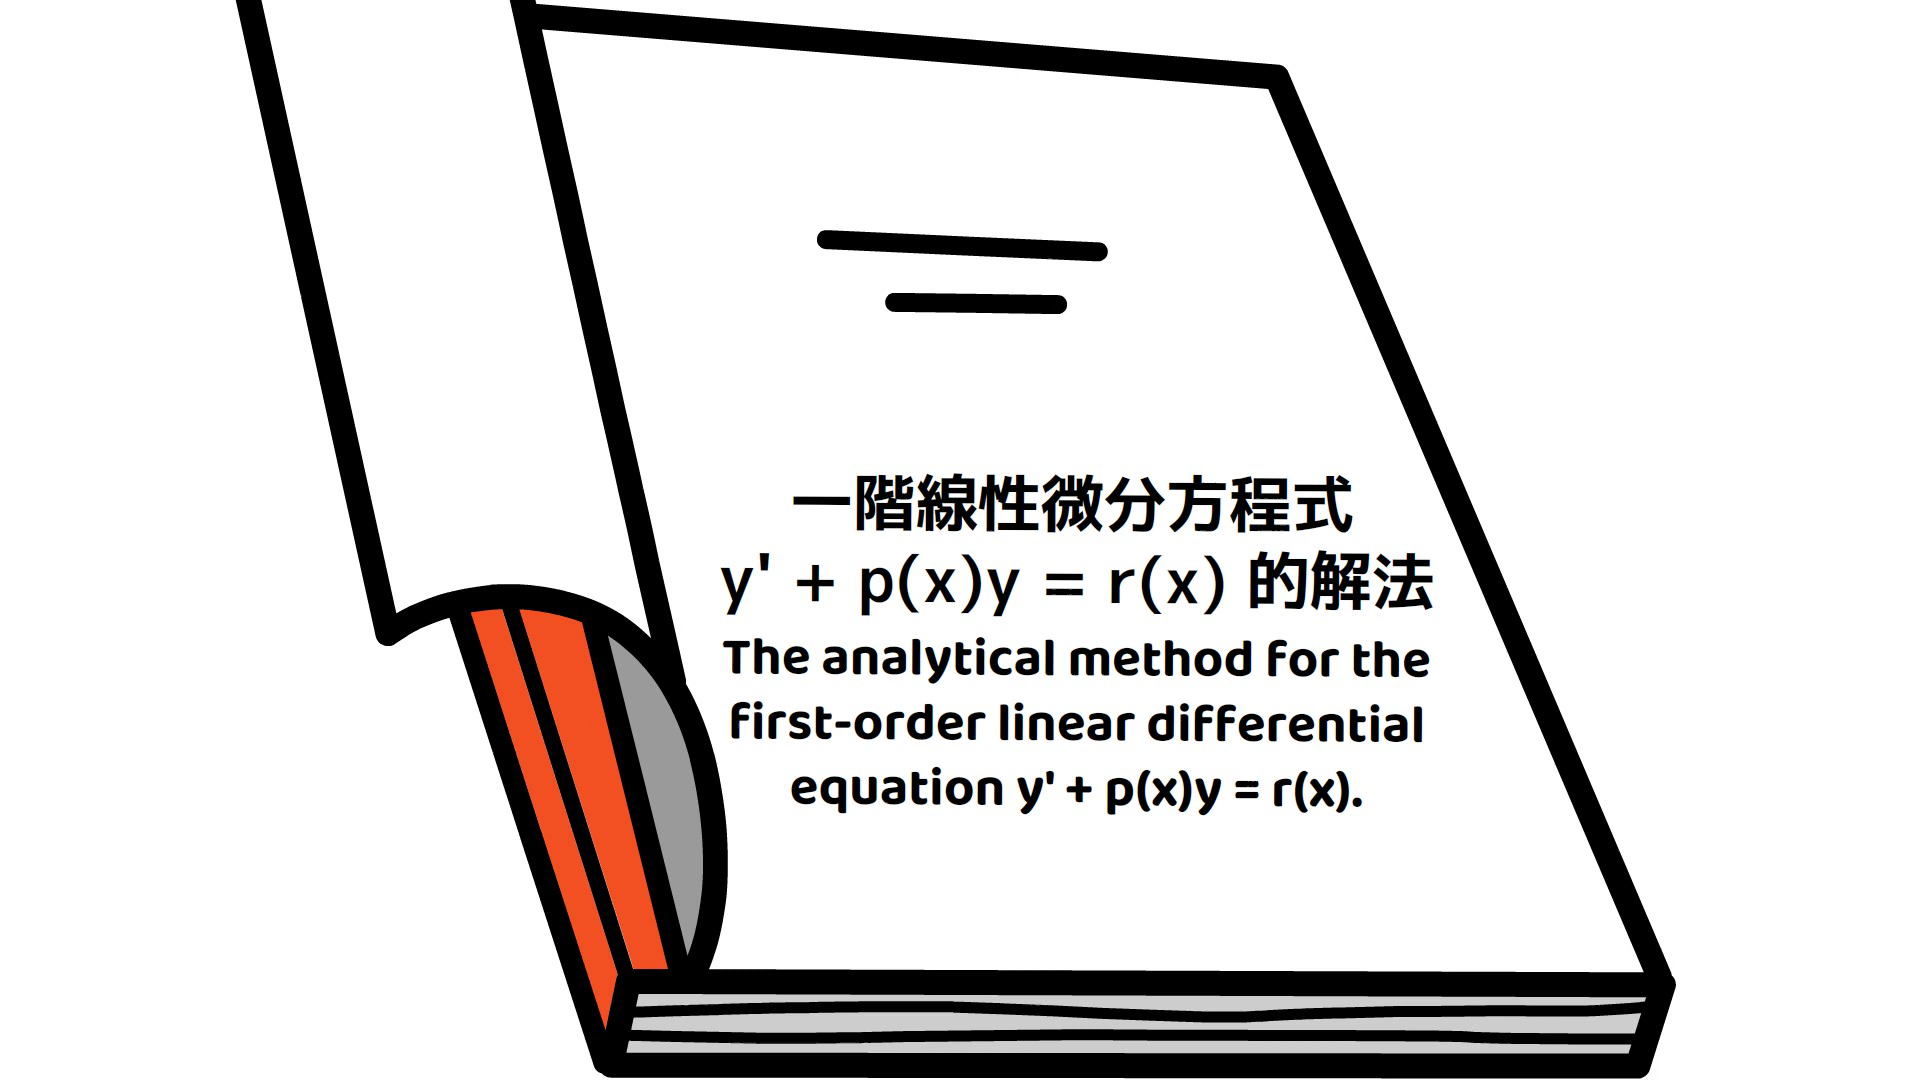 一階線性微分方程式
y' + p(x)y = r(x) 的解法
The analytical method for the
first-order linear differential
equation y' + p(x)y = r(x).